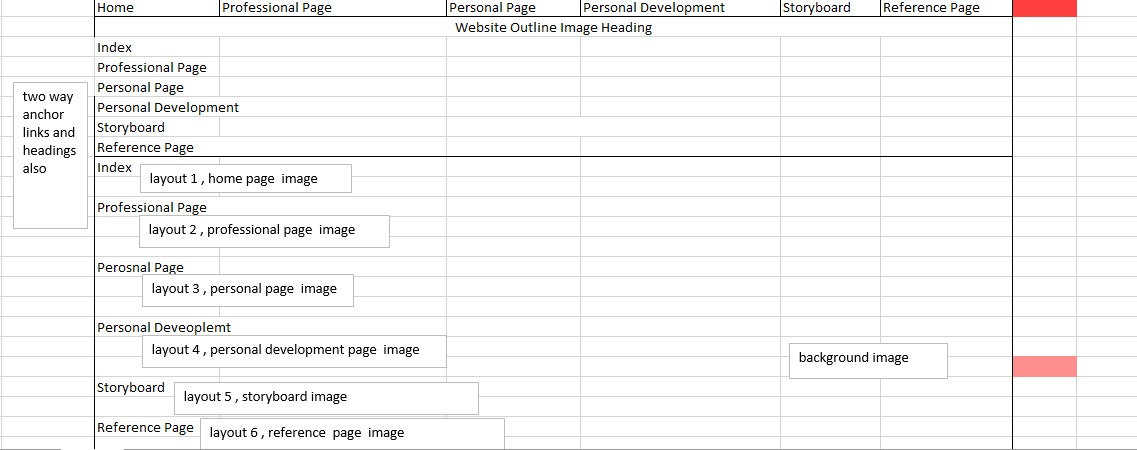 Home Professional Page Personal Page Personal Development Storyboard Reference Page
Website Outline Image Heading
Index
Professional Page
Personal Page
Personal Development
Storyboard
Reference Page
two way
anchor
links and
headings
also
Index
layout 1 , home page  image
Professional Page
layout 2 , professional page  image
Perosnal Page
layout 3 , personal page  image
Personal Deveoplemt
layout 4 , personal development page  image
background image
Storyboard
layout 5 , storyboard image
Reference Page
layout 6 , reference  page  image